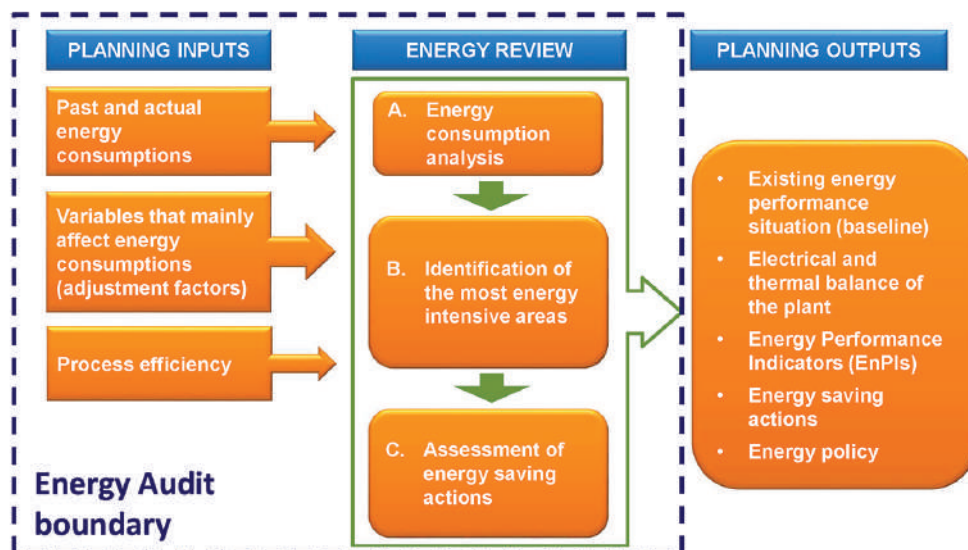 PLANNING INPUTS
ENERGY REVIEW
PLANNING OUTPUTS
Past and actual
energy
consumptions
Variables that mainly
affect energy
consumptions
(adjustment factors)
Process efficiency
A. Energy
consumption
analysis
B. Identification of
the most energy
intensive areas
C. Assessment of
energy saving
actions
• Existing energy
performance
situation (baseline)
• Electrical and
thermal balance of
the plant
• Energy Performance
Indicators (EnPIs)
• Energy saving
actions
• Energy policy
Energy Audit
boundary